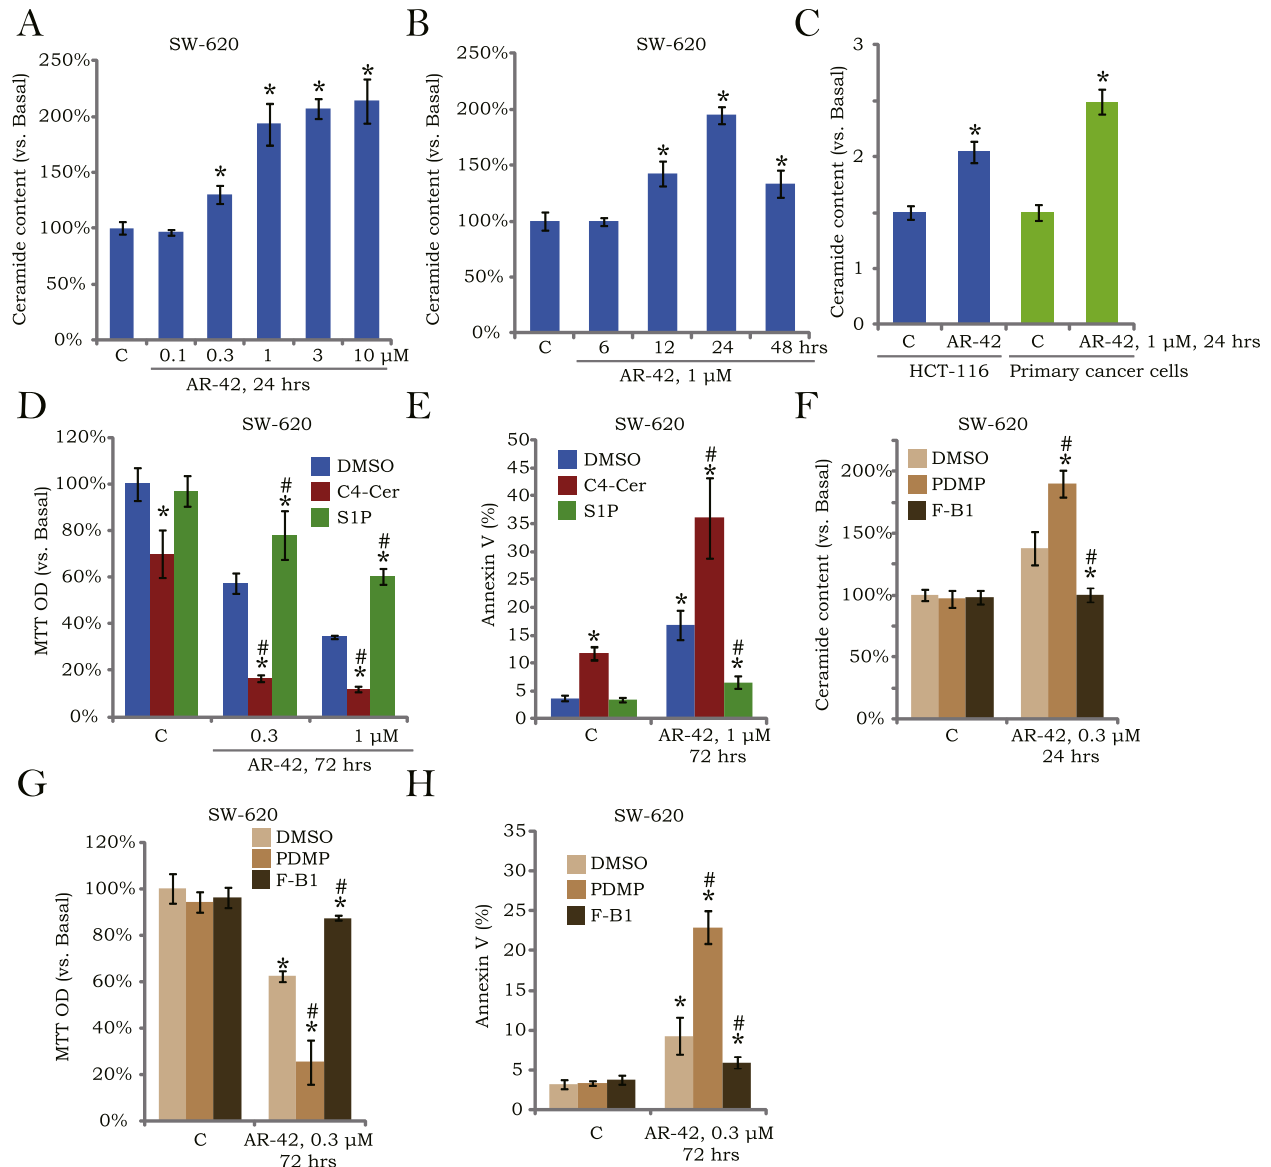 A
SW-620
Ceramide content (vs. Basal)
250%
200%
150%
100%
50%
0%
*
*
*
*
C
0.1
0.3
1
3
10 µM
AR-42, 24 hrs
B
SW-620
Ceramide content (vs. Basal)
250%
200%
150%
100%
50%
0%
*
*
*
C
6
12
24
48 hrs
AR-42, 1 µM
C
Ceramide content (vs. Basal)
3
2
1
0
*
*
C
AR-42
C
AR-42, 1 µM, 24 hrs
HCT-116
Primary cancer cells
D
SW-620
MTT OD (vs. Basal)
120%
100%
80%
60%
40%
20%
0%
DMSO
C4-Cer
S1P
*
#
*
#
*
#
*
#
*
C
0.3
1 µM
AR-42, 72 hrs
E
SW-620
Annexin V (%)
50
45
40
35
30
25
20
15
10
5
0
DMSO
C4-Cer
S1P
*
*
#
*
#
*
C
AR-42, 1 µM
72 hrs
F
SW-620
Ceramide content (vs. Basal)
200%
150%
100%
50%
0%
DMSO
PDMP
F-B1
#
*
#
*
C
AR-42, 0.3 µM
24 hrs
G
SW-620
MTT OD (vs. Basal)
120%
100%
80%
60%
40%
20%
0%
DMSO
PDMP
F-B1
*
#
*
#
*
C
AR-42, 0.3 µM
72 hrs
H
SW-620
Annexin V (%)
35
30
25
20
15
10
5
0
DMSO
PDMP
F-B1
*
#
*
#
*
C
AR-42, 0.3 µM
72 hrs